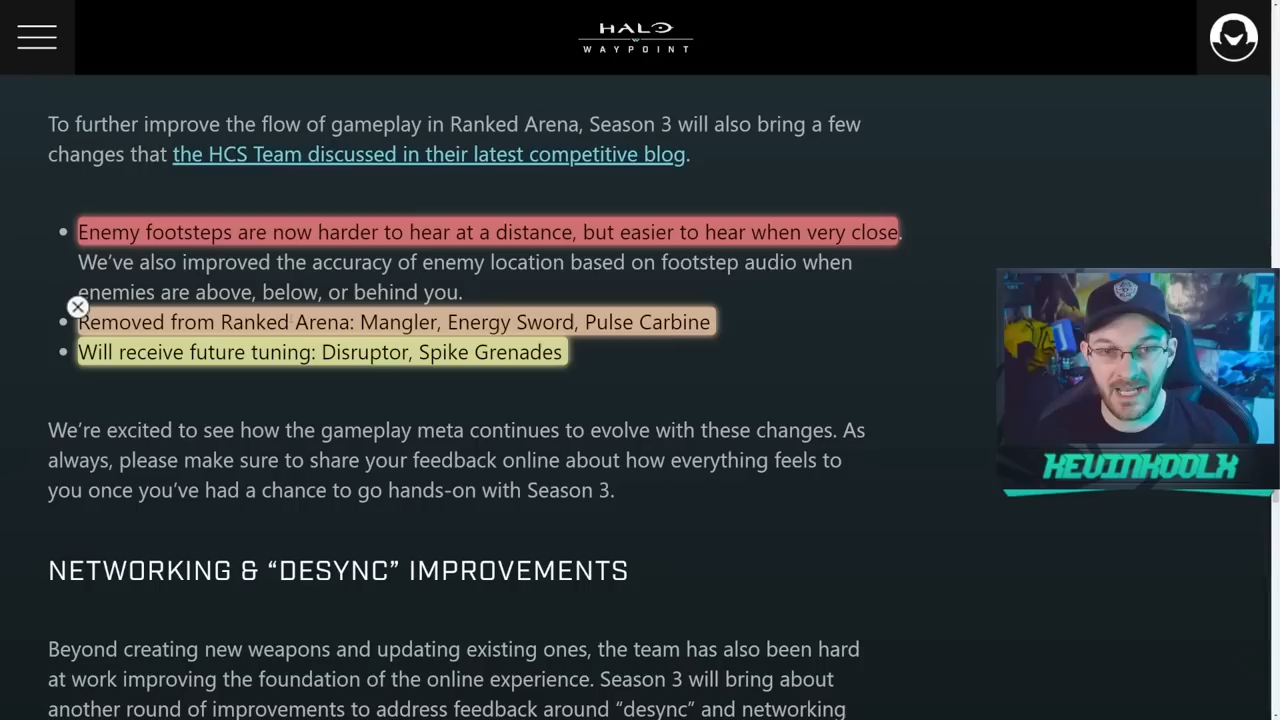 HALO
WAYPOINT
To further improve the flow of gameplay in Ranked Arena, Season 3 will also bring a few
changes that the HCS Team discussed in their latest competitive blog.
• Enemy footsteps are now harder to hear at a distance, but easier to hear when very close.
We’ve also improved the accuracy of enemy location based on footstep audio when
enemies are above, below, or behind you.
• Removed from Ranked Arena: Mangler, Energy Sword, Pulse Carbine
• Will receive future tuning: Disruptor, Spike Grenades
We’re excited to see how the gameplay meta continues to evolve with these changes. As
always, please make sure to share your feedback online about how everything feels to
you once you’ve had a chance to go hands-on with Season 3.
KEVINKOOLX
NETWORKING & “DESYNC” IMPROVEMENTS
Beyond creating new weapons and updating existing ones, the team has also been hard
at work improving the foundation of the online experience. Season 3 will bring about
another round of improvements to address feedback around “desync” and networking